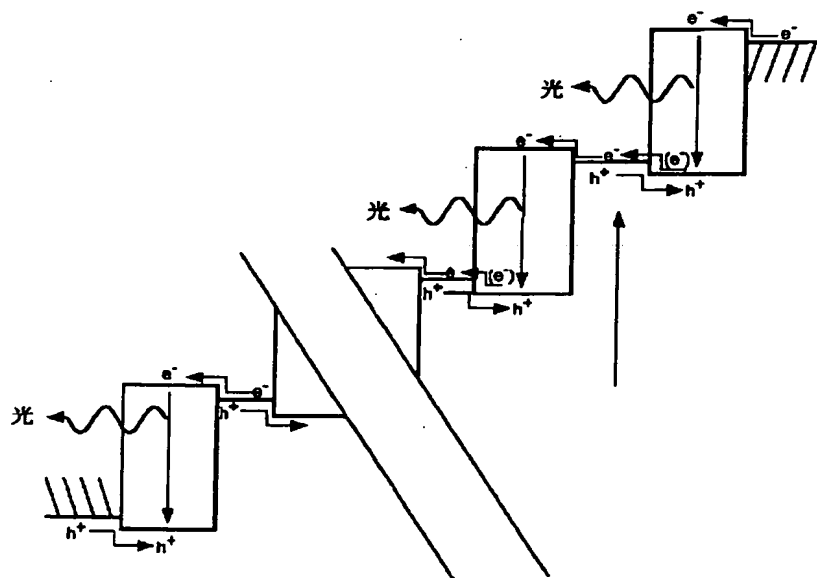 e⁻ e⁻
光
e⁻ e⁻ (e⁻)
h⁺ h⁺
光
e (e⁻)
h⁺ h⁺
e⁻ e⁻
h⁺
光
h⁺ h⁺